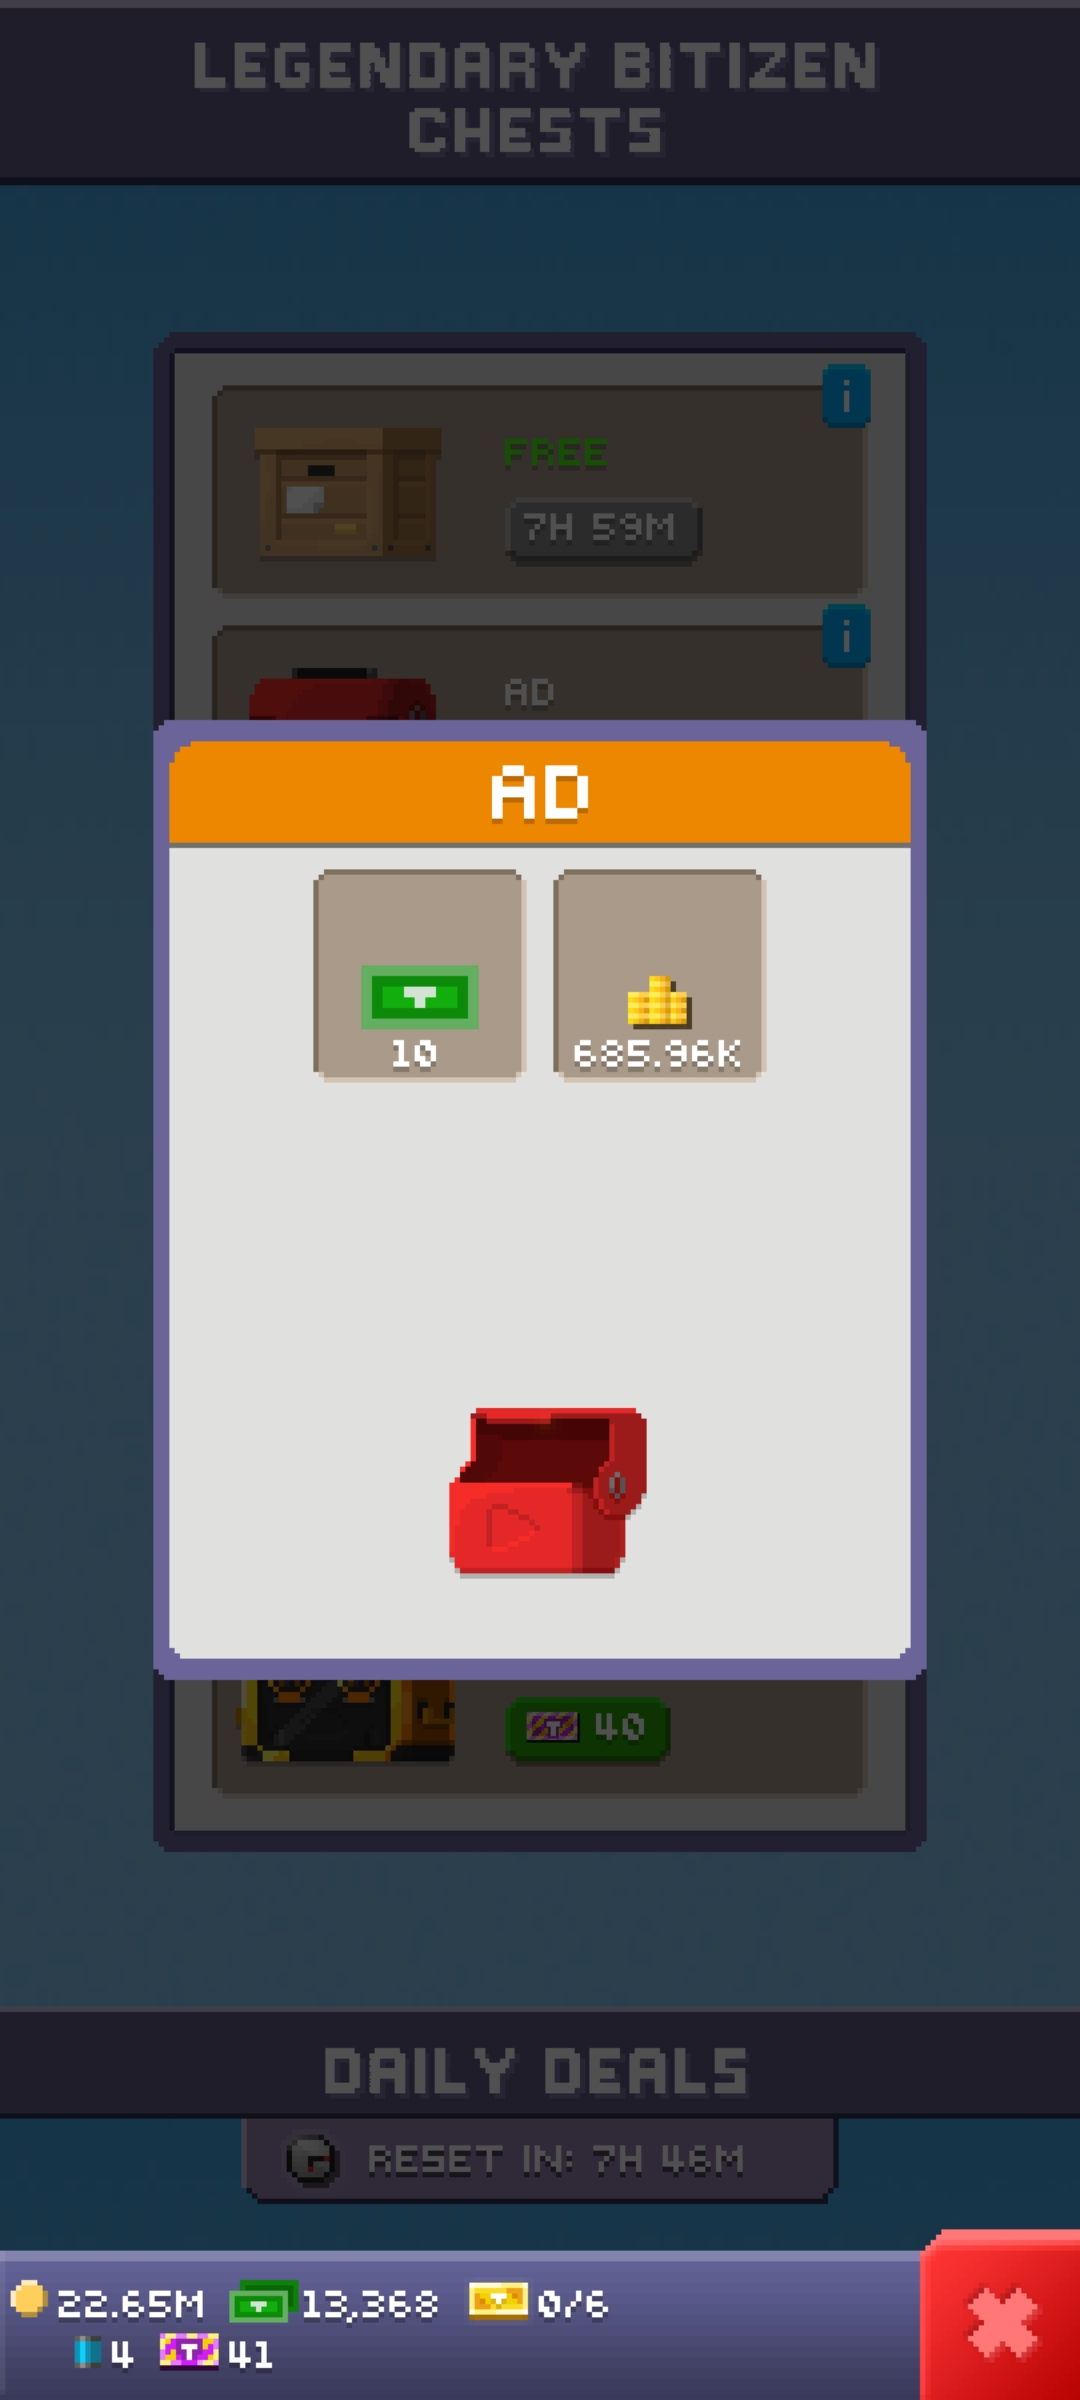 LEGENDARY BITIZEN
CHESTS
i
FREE
7H 59M
i
AD
AD
10
685.96K
40
DAILY DEALS
RESET IN: 7H 46M
22.65M 13,368 0/6
4 41